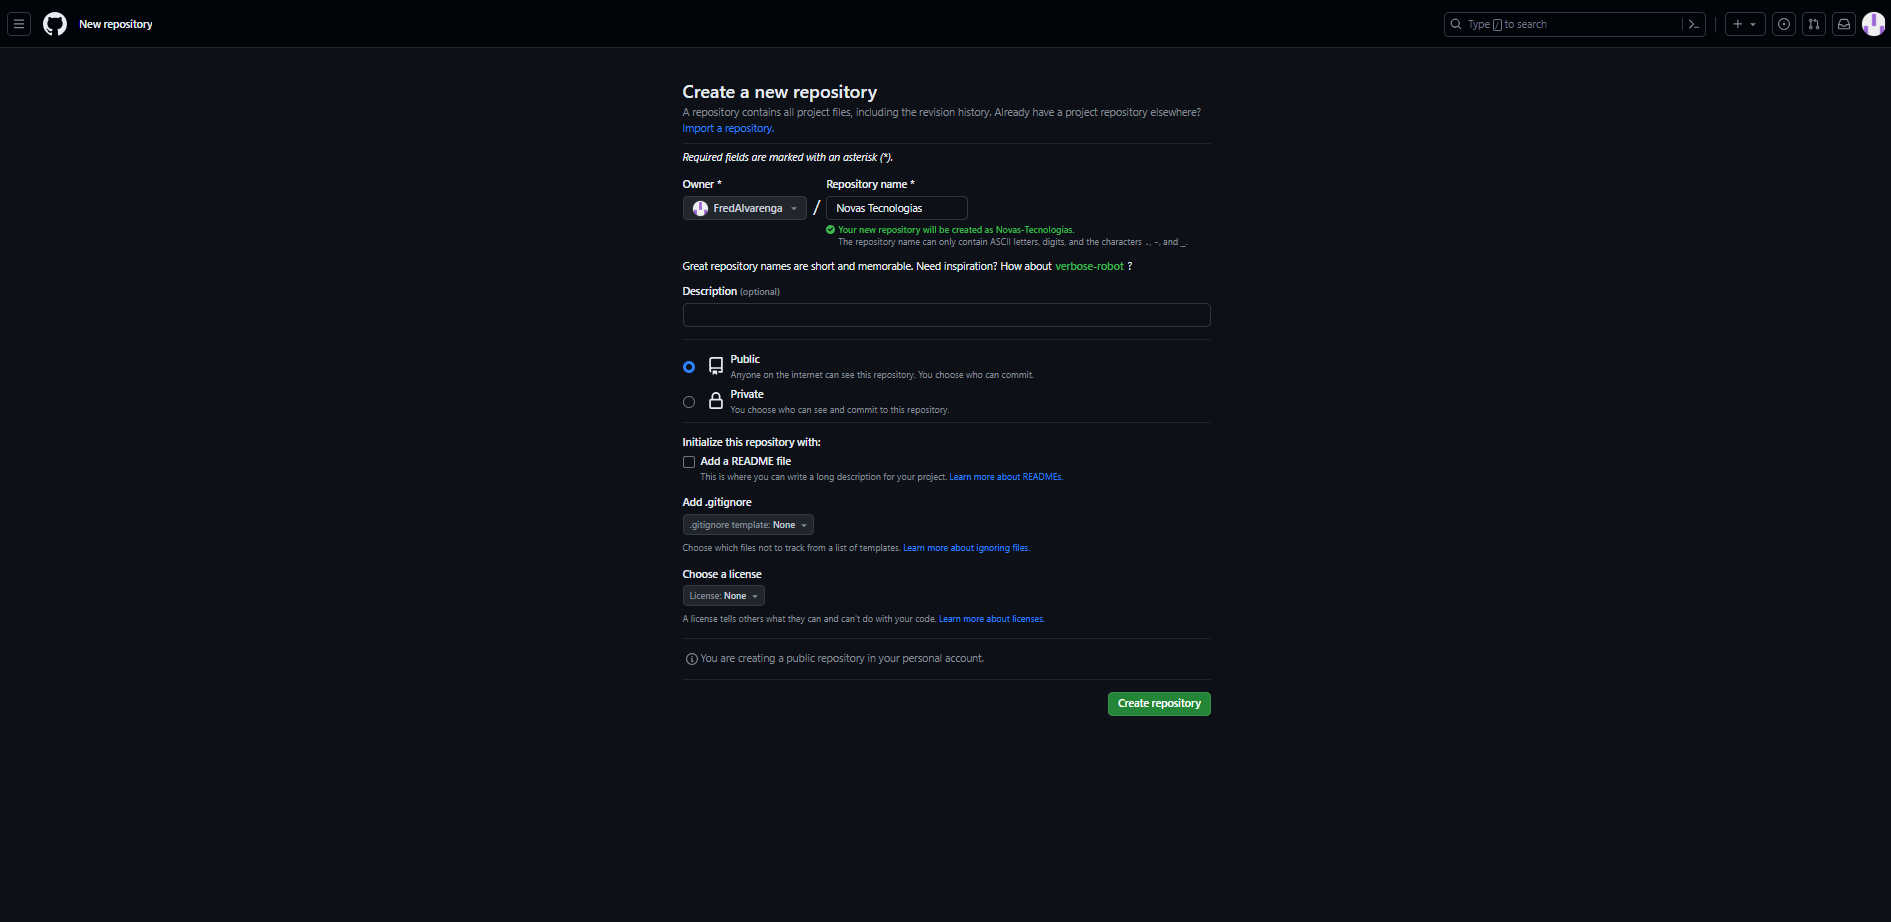 New repository
Type / to search
Create a new repository
A repository contains all project files, including the revision history. Already have a project repository elsewhere?
Import a repository.
Required fields are marked with an asterisk (*).
Owner * Repository name *
FredAlvarenga / Novas Tecnologias
Your new repository will be created as Novas-Tecnologias.
The repository name can only contain ASCII letters, digits, and the characters ., -, and _.
Great repository names are short and memorable. Need inspiration? How about verbose-robot ?
Description (optional)
Public
Anyone on the internet can see this repository. You choose who can commit.
Private
You choose who can see and commit to this repository.
Initialize this repository with:
Add a README file
This is where you can write a long description for your project. Learn more about READMEs.
Add .gitignore
.gitignore template: None
Choose which files not to track from a list of templates. Learn more about ignoring files.
Choose a license
License: None
A license tells others what they can and can't do with your code. Learn more about licenses.
You are creating a public repository in your personal account.
Create repository